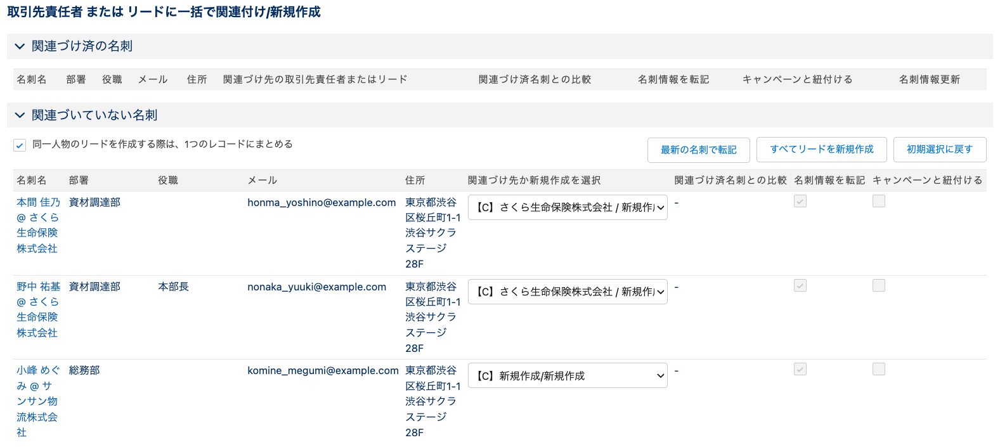 取引先責任者 または リードに一括で関連付け/新規作成
関連づけ済の名刺
名刺名 部署 役職 メール 住所 関連づけ先の取引先責任者またはリード 関連づけ済名刺との比較 名刺情報を転記 キャンペーンと紐付ける 名刺情報更新
関連づいていない名刺
同一人物のリードを作成する際は、1つのレコードにまとめる
最新の名刺で転記 すべてリードを新規作成 初期選択に戻す
名刺名 部署 役職 メール 住所 関連づけ先か新規作成を選択 関連づけ済名刺との比較 名刺情報を転記 キャンペーンと紐付ける
本間 佳乃 資材調達部 honma_yoshino@example.com 東京都渋谷 【C】さくら生命保険株式会社 / 新規作 -
@ さくら 区桜丘町1-1
生命保険 渋谷サクラ
株式会社 ステージ
28F
野中 祐基 資材調達部 本部長 nonaka_yuuki@example.com 東京都渋谷 【C】さくら生命保険株式会社 / 新規作 -
@ さくら 区桜丘町1-1
生命保険 渋谷サクラ
株式会社 ステージ
28F
小峰 めぐ 総務部 komine_megumi@example.com 東京都渋谷 【C】新規作成/新規作成 -
み @ サ 区桜丘町1-1
ンサン物 渋谷サクラ
流株式会 ステージ
社 28F